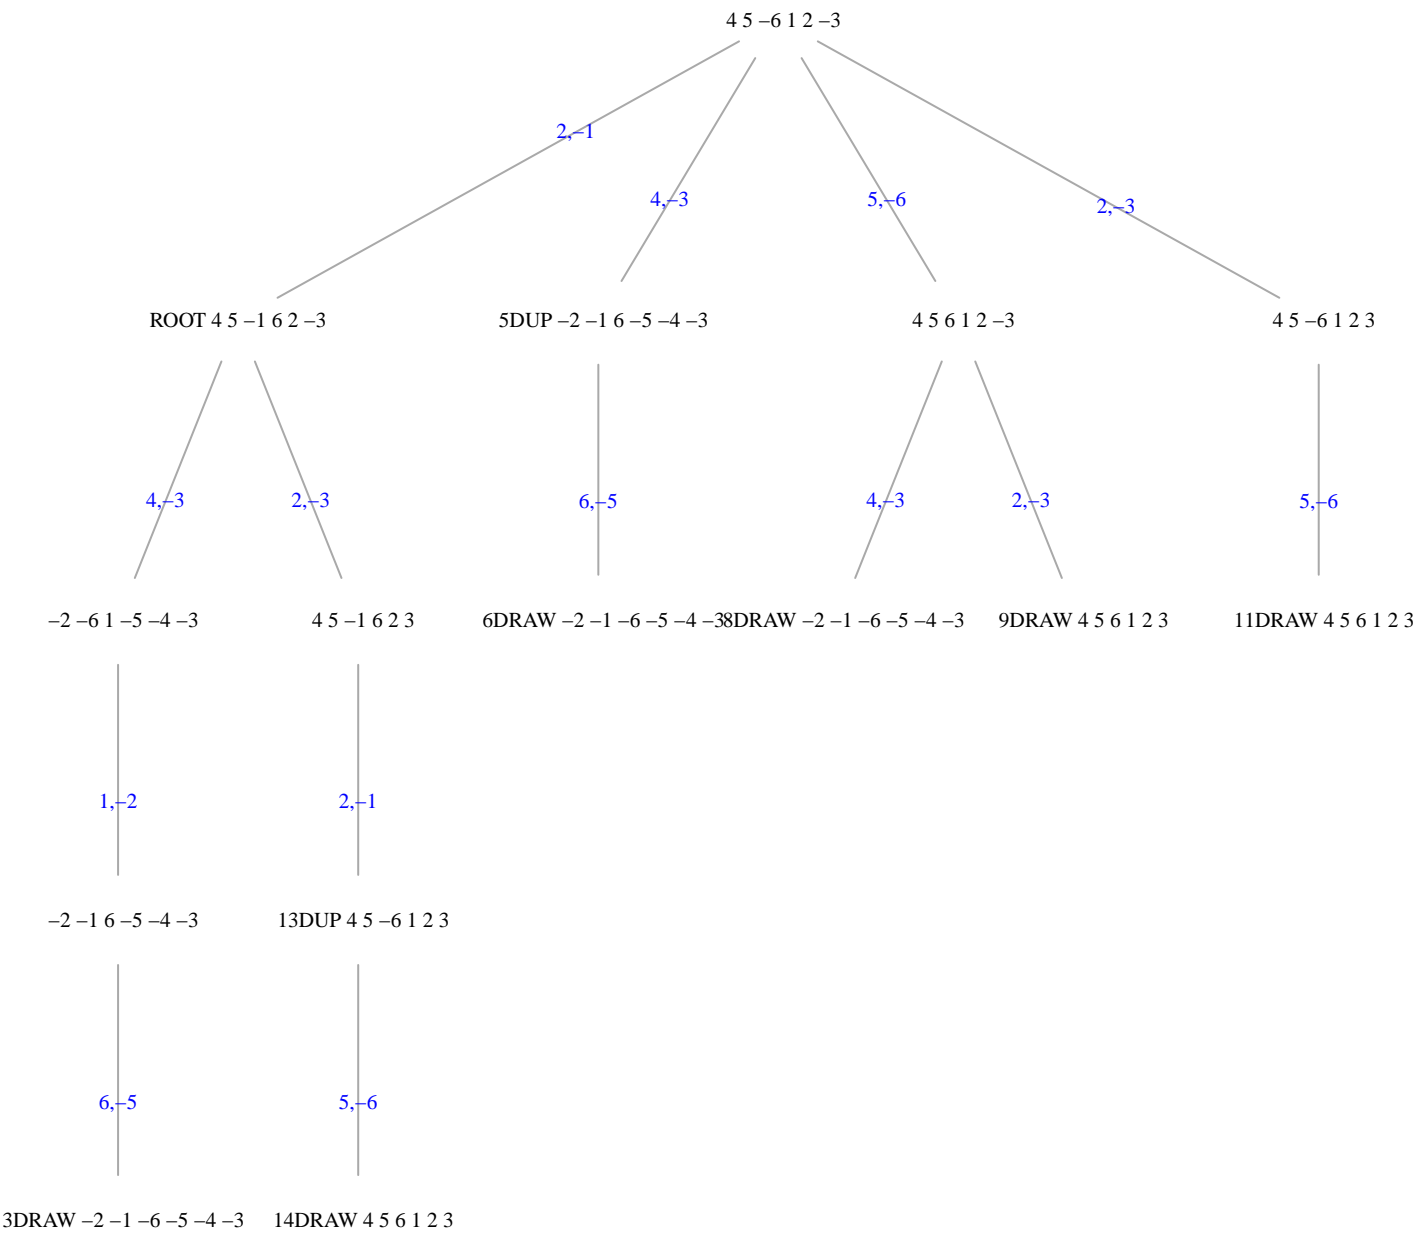 4 5 –6 1 2 –3
2,–1
4,–3
5,–6
2,–3
ROOT 4 5 –1 6 2 –3
5DUP –2 –1 6 –5 –4 –3
4 5 6 1 2 –3
4 5 –6 1 2 3
4,–3
2,–3
6,–5
4,–3
2,–3
5,–6
–2 –6 1 –5 –4 –3
4 5 –1 6 2 3
6DRAW –2 –1 –6 –5 –4 –3
8DRAW –2 –1 –6 –5 –4 –3
9DRAW 4 5 6 1 2 3
11DRAW 4 5 6 1 2 3
1,–2
2,–1
–2 –1 6 –5 –4 –3
13DUP 4 5 –6 1 2 3
6,–5
5,–6
3DRAW –2 –1 –6 –5 –4 –3
14DRAW 4 5 6 1 2 3